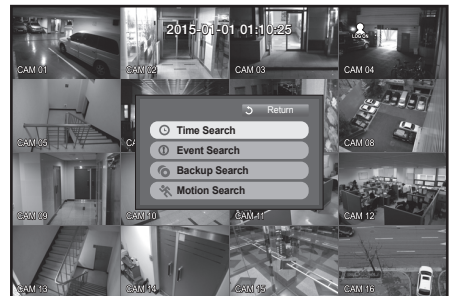 2015-01-01 01:10:25
LOG ON
CAM 01
CAM 02
CAM 03
CAM 04
Return
CAM 05
Time Search
CAM 08
Event Search
Backup Search
Motion Search
CAM 09
CAM 10
CAM 11
CAM 12
CAM 13
CAM 14
CAM 15
CAM 16